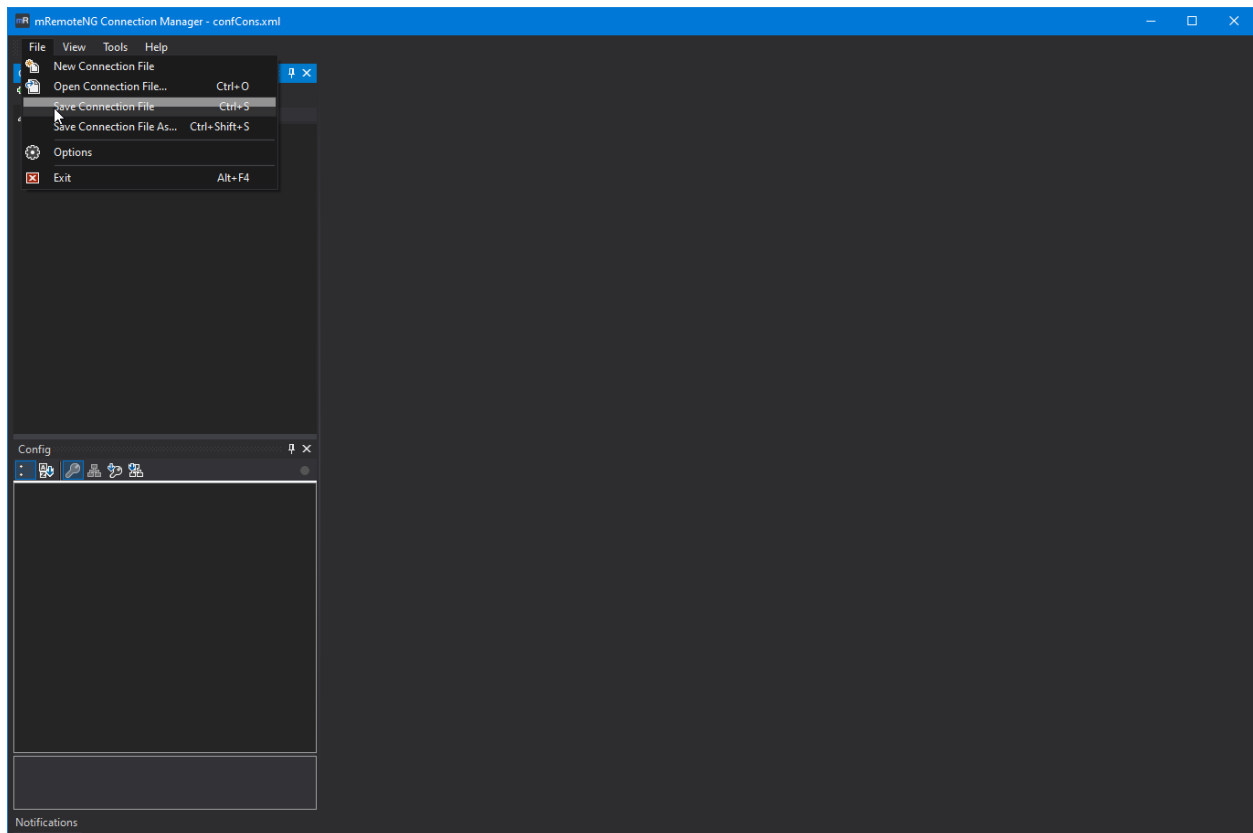 mR mRemoteNG Connection Manager - confCons.xml
File View Tools Help
New Connection File
Open Connection File... Ctrl+O
Save Connection File Ctrl+S
Save Connection File As... Ctrl+Shift+S
Options
Exit Alt+F4
Config
Notifications